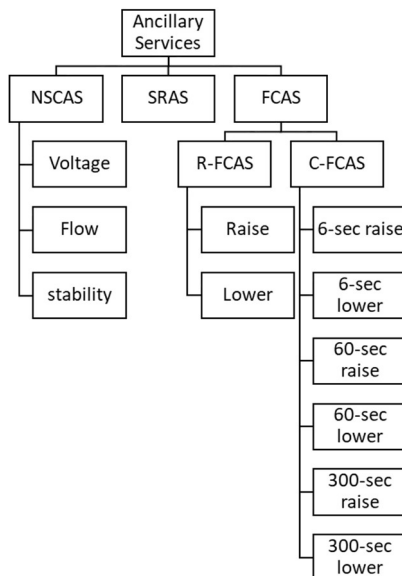 Ancillary
Services
NSCAS
SRAS
FCAS
Voltage
Flow
stability
R-FCAS
C-FCAS
Raise
Lower
6-sec raise
6-sec
lower
60-sec
raise
60-sec
lower
300-sec
raise
300-sec
lower